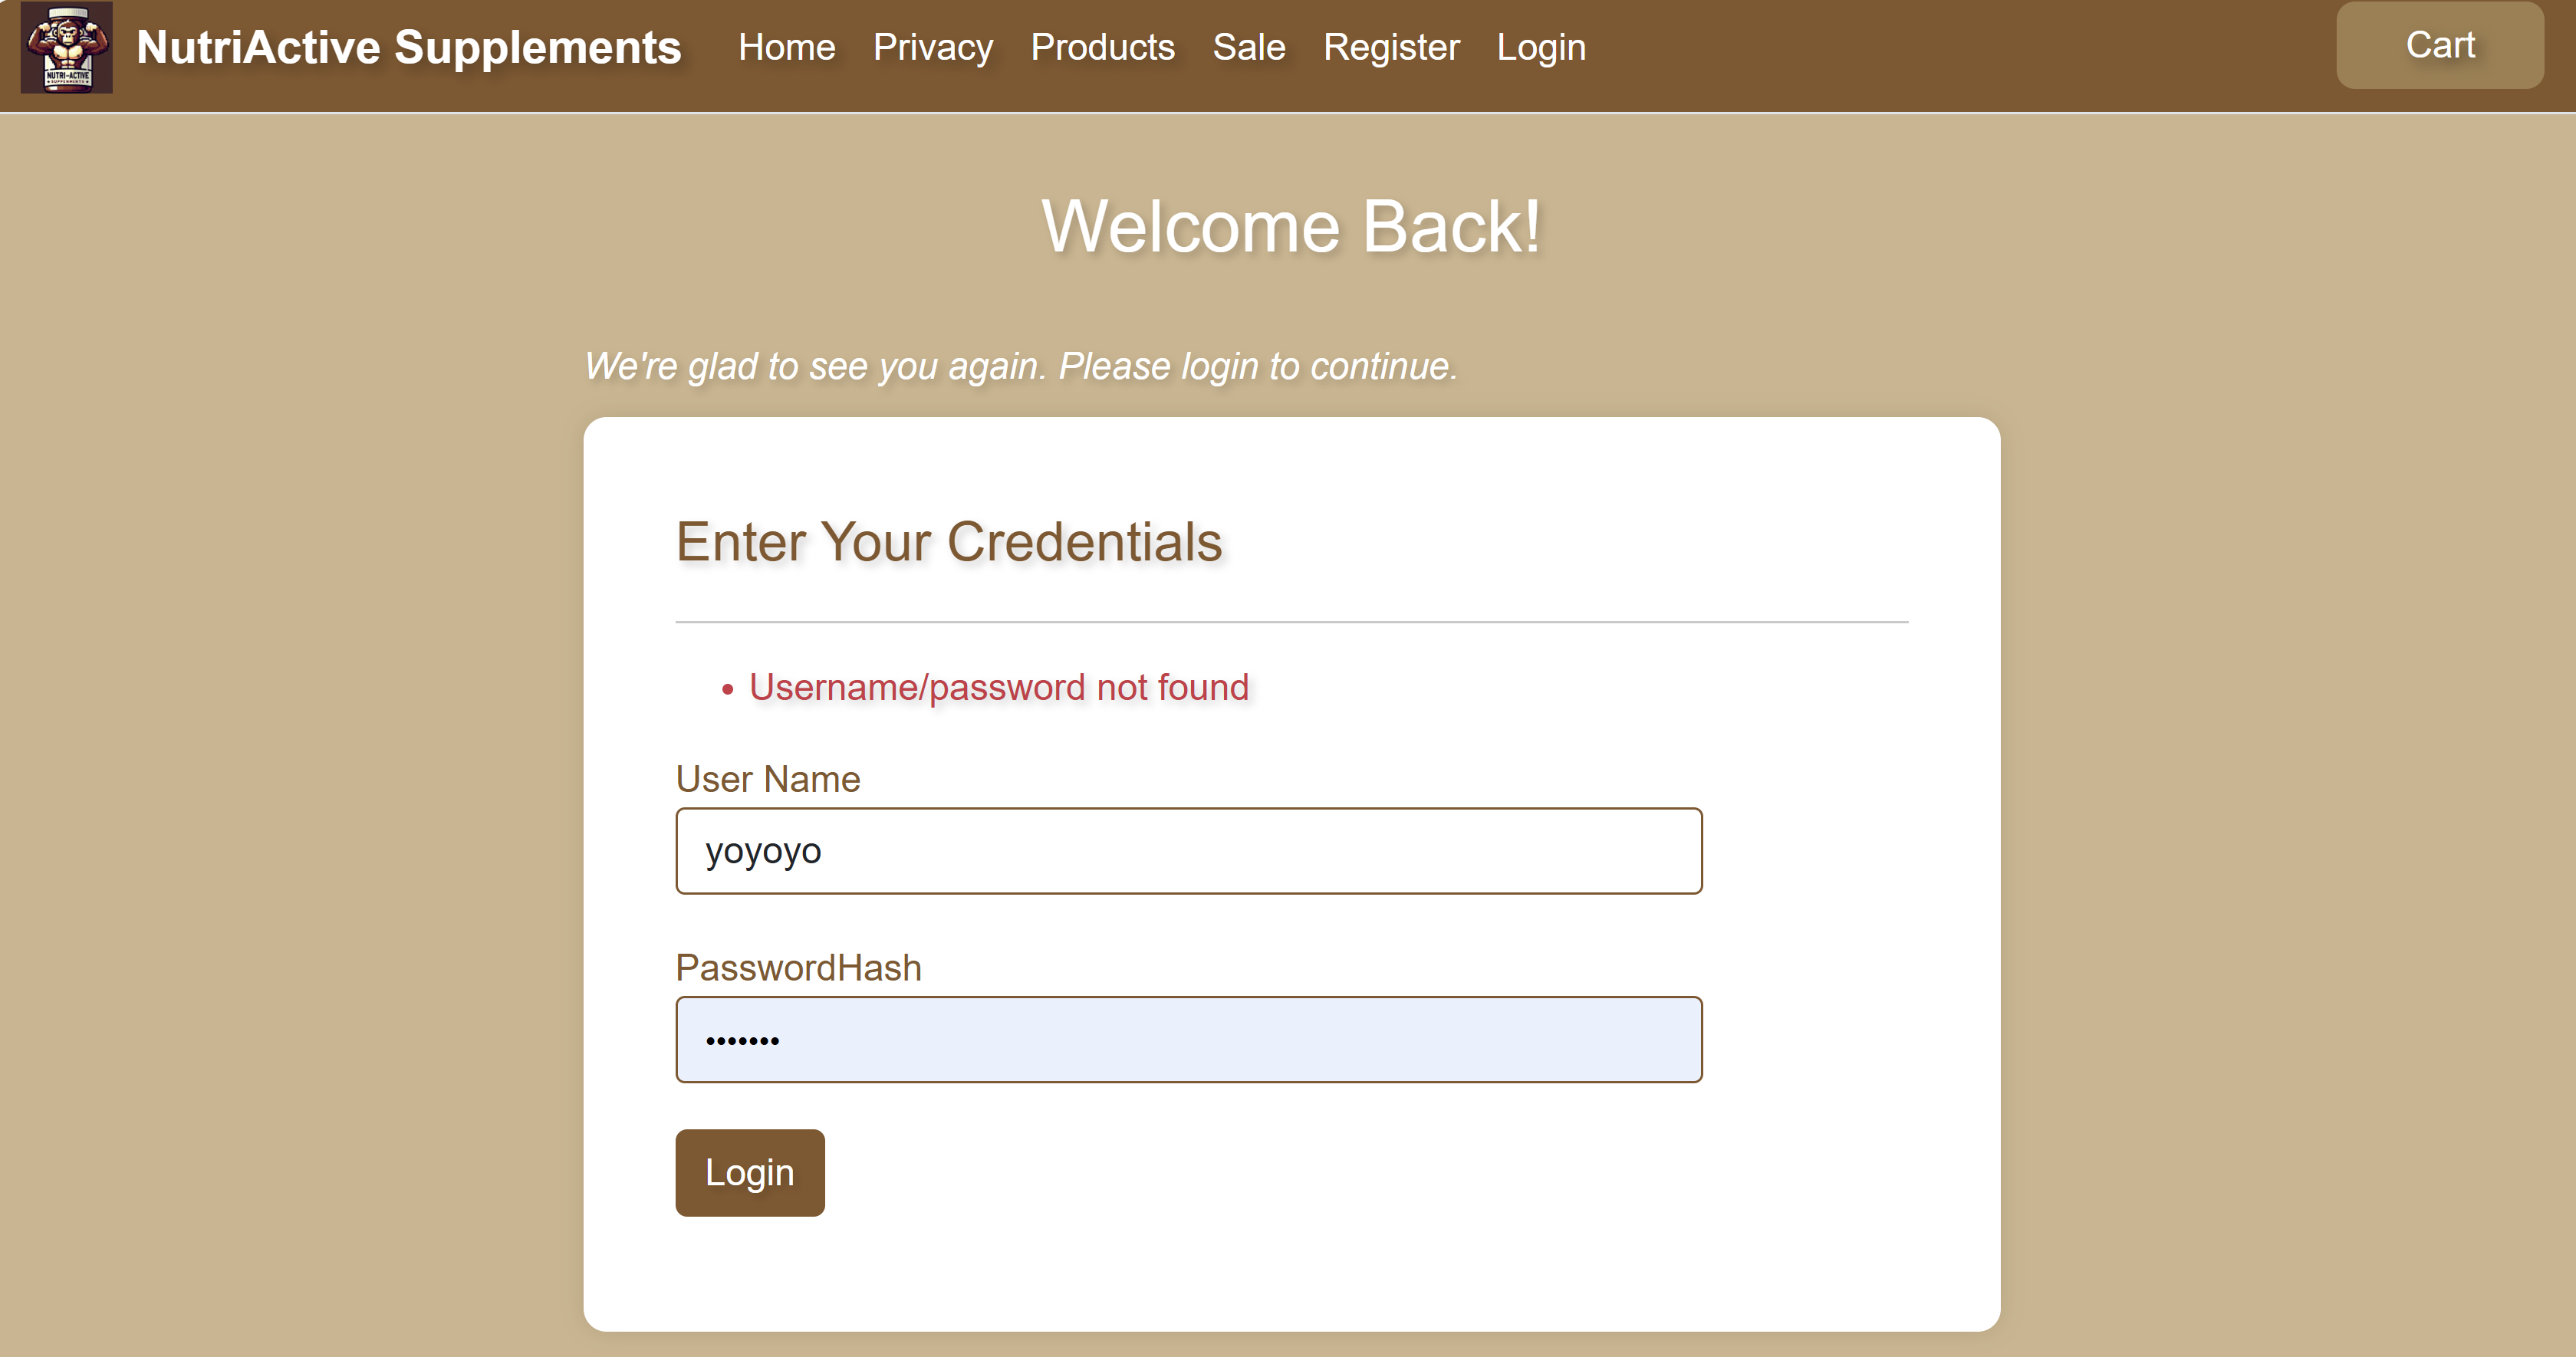 NUTRI-ACTIVE
NutriActive Supplements
Home Privacy Products Sale Register Login
Cart
Welcome Back!
We're glad to see you again. Please login to continue.
Enter Your Credentials
• Username/password not found
User Name
yoyoyo
PasswordHash
•••••••
Login